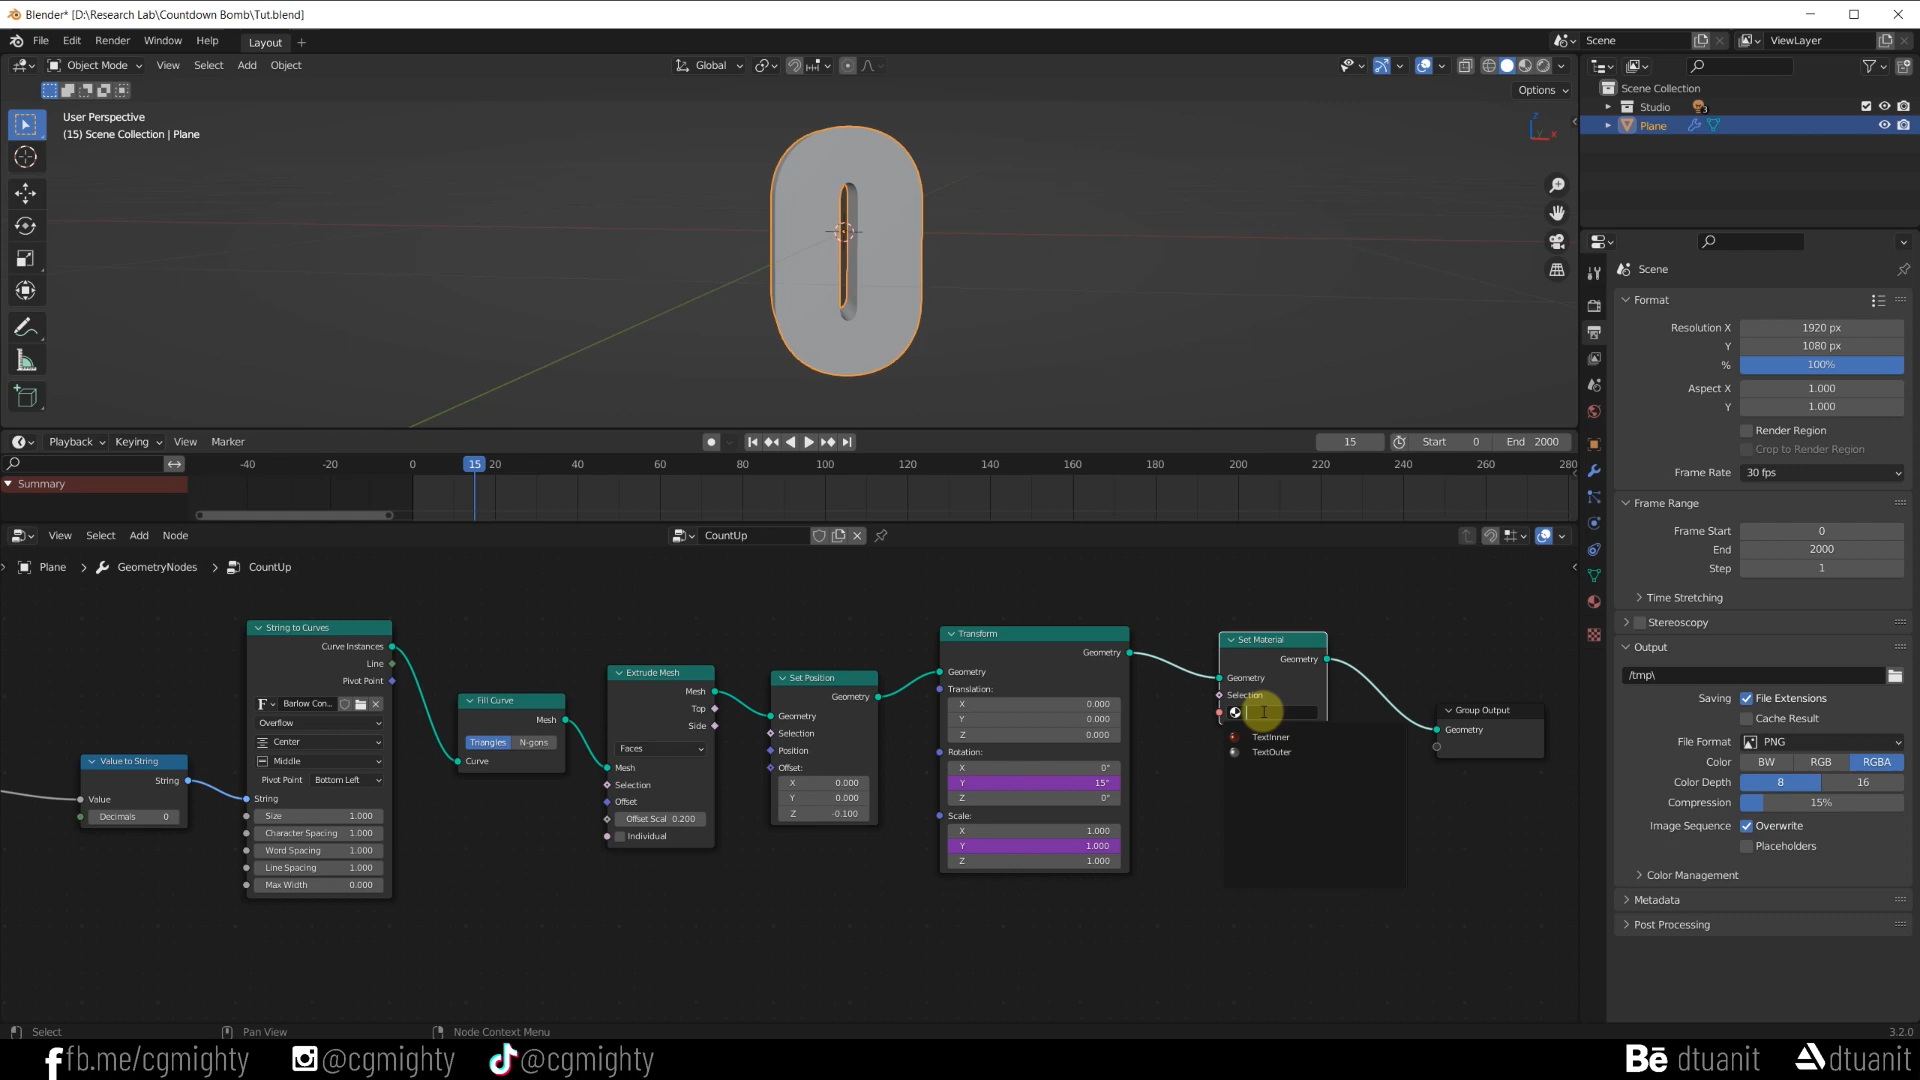 Blender* [D:\Research Lab\Countdown Bomb\Tut.blend]
File Edit Render Window Help Layout + Scene ViewLayer
Object Mode View Select Add Object Global
Options
User Perspective
(15) Scene Collection | Plane
Scene Collection
Studio 3
Plane
Scene
Format
Resolution X 1920 px
Y 1080 px
% 100%
Aspect X 1.000
Y 1.000
Render Region
Crop to Render Region
Frame Rate 30 fps
Frame Range
Frame Start 0
End 2000
Step 1
Time Stretching
Stereoscopy
Output
/tmp\
Saving File Extensions
Cache Result
File Format PNG
Color BW RGB RGBA
Color Depth 8 16
Compression 15%
Image Sequence Overwrite
Placeholders
Color Management
Metadata
Post Processing
Playback Keying View Marker 15 Start 0 End 2000
-40 -20 0 15 20 40 60 80 100 120 140 160 180 200 220 240 260 280
Summary
View Select Add Node CountUp
Plane GeometryNodes CountUp
Value to String
String
Value
Decimals 0
String to Curves
Curve Instances
Line
Pivot Point
Barlow Con...
Overflow
Center
Middle
Pivot Point Bottom Left
String
Size 1.000
Character Spacing 1.000
Word Spacing 1.000
Line Spacing 1.000
Max Width 0.000
Fill Curve
Mesh
Triangles N-gons
Curve
Extrude Mesh
Mesh
Top
Side
Faces
Mesh
Selection
Offset
Offset Scal 0.200
Individual
Set Position
Geometry
Geometry
Selection
Position
Offset:
X 0.000
Y 0.000
Z -0.100
Transform
Geometry
Geometry
Translation:
X 0.000
Y 0.000
Z 0.000
Rotation:
X 0°
Y 15°
Z 0°
Scale:
X 1.000
Y 1.000
Z 1.000
Set Material
Geometry
Geometry
Selection
TextInner
TextOuter
Group Output
Geometry
Select Pan View Node Context Menu 3.2.0
fb.me/cgmighty @cgmighty @cgmighty Bē dtuanit dtuanit